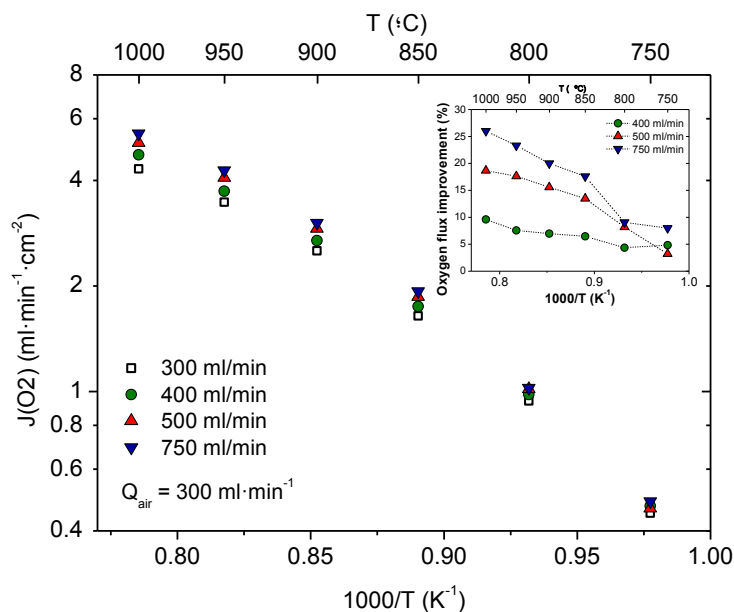 T (°C)
1000 950 900 850 800 750
8
6
4
2
1
0.8
0.6
0.4
J(O2) (ml·min⁻¹·cm⁻²)
300 ml/min
400 ml/min
500 ml/min
750 ml/min
Q_air = 300 ml·min⁻¹
0.80 0.85 0.90 0.95 1.00
1000/T (K⁻¹)
T (°C)
1000 950 900 850 800 750
30
25
20
15
10
5
0
Oxygen flux improvement (%)
400 ml/min
500 ml/min
750 ml/min
0.8 0.9 1.0
1000/T (K⁻¹)